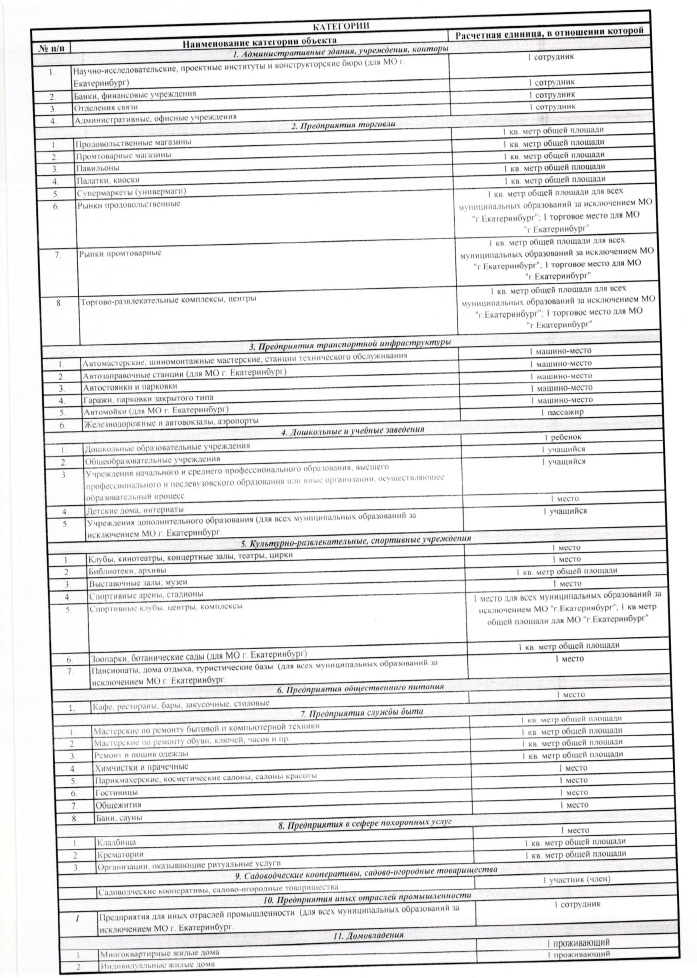 КАТЕГОРИИ
№ п/п Наименование категории объекта Расчетная единица, в отношении которой
1. Административные здания, учреждения, конторы
1. Научно-исследовательские, проектные институты и конструкторские бюро (для МО г. 1 сотрудник
Екатеринбург)
2. Банки, финансовые учреждения 1 сотрудник
3. Отделения связи 1 сотрудник
4. Административные, офисные учреждения 1 сотрудник
2. Предприятия торговли
1 Продовольственные магазины 1 кв. метр общей площади
2. Промтоварные магазины 1 кв. метр общей площади
3. Павильоны 1 кв. метр общей площади
4. Палатки, киоски 1 кв. метр общей площади
5. Супермаркеты (универмаги) 1 кв. метр общей площади
6. Рынки продовольственные 1 кв. метр общей площади для всех
муниципальных образований за исключением МО
"г.Екатеринбург"; 1 торговое место для МО
"г.Екатеринбург"
7. Рынки промтоварные 1 кв. метр общей площади для всех
муниципальных образований за исключением МО
"г.Екатеринбург"; 1 торговое место для МО
"г.Екатеринбург"
8. Торгово-развлекательные комплексы, центры 1 кв. метр общей площади для всех
муниципальных образований за исключением МО
"г.Екатеринбург"; 1 торговое место для МО
"г.Екатеринбург"
3. Предприятия транспортной инфраструктуры
1. Автомастерские, шиномонтажные мастерские, станции технического обслуживания 1 машино-место
2. Автозаправочные станции (для МО г. Екатеринбург) 1 машино-место
3. Автостоянки и парковки 1 машино-место
4. Гаражи, парковки закрытого типа 1 машино-место
5. Автомойки (для МО г. Екатеринбург) 1 машино-место
6. Железнодорожные и автовокзалы, аэропорты 1 пассажир
4. Дошкольные и учебные заведения
1. Дошкольные образовательные учреждения 1 ребенок
2. Общеобразовательные учреждения 1 учащийся
3. Учреждения начального и среднего профессионального образования, высшего 1 учащийся
профессионального и послевузовского образования или иные организации, осуществляющее
образовательный процесс
4 Детские дома, интернаты 1 место
5. Учреждения дополнительного образования (для всех муниципальных образований за 1 учащийся
исключением МО г. Екатеринбург
5. Культурно-развлекательные, спортивные учреждения
1 Клубы, кинотеатры, концертные залы, театры, цирки 1 место
2 Библиотеки, архивы 1 место
3. Выставочные залы, музеи 1 кв. метр общей площади
4. Спортивные арены, стадионы 1 место
5. Спортивные клубы, центры, комплексы 1 место для всех муниципальных образований за
исключением МО "г.Екатеринбург"; 1 кв метр
общей площади для МО "г.Екатеринбург"
6. Зоопарки, ботанические сады (для МО г. Екатеринбург) 1 кв. метр общей площади
7. Пансионаты, дома отдыха, туристические базы (для всех муниципальных образований за 1 место
исключением МО г. Екатеринбург.
6. Предприятия общественного питания
1. Кафе, рестораны, бары, закусочные, столовые 1 место
7. Предприятия службы быта
1 Мастерские по ремонту бытовой и компьютерной техники 1 кв. метр общей площади
2 Мастерские по ремонту обуви, ключей, часов и пр. 1 кв. метр общей площади
3. Ремонт и пошив одежды 1 кв. метр общей площади
4. Химчистки и прачечные 1 кв. метр общей площади
5. Парикмахерские, косметические салоны, салоны красоты 1 место
6. Гостиницы 1 место
7 Общежития 1 место
8. Бани, сауны 1 место
8. Предприятия в сефере похоронных услуг
1 Кладбища 1 место
2. Крематории 1 кв. метр общей площади
3. Организации, оказывающие ритуальные услуги 1 кв. метр общей площади
9. Садоводческие кооперативы, садово-огородные товарищества
Садоводческие кооперативы, садово-огородные товарищества 1 участник (член)
10. Предприятия иных отраслей промышленности
1 Предприятия для иных отраслей промышленности (для всех муниципальных образований за 1 сотрудник
исключением МО г. Екатеринбург.
11. Домовладения
1. Многоквартирные жилые дома 1 проживающий
2 Индивидуальные жилые дома 1 проживающий